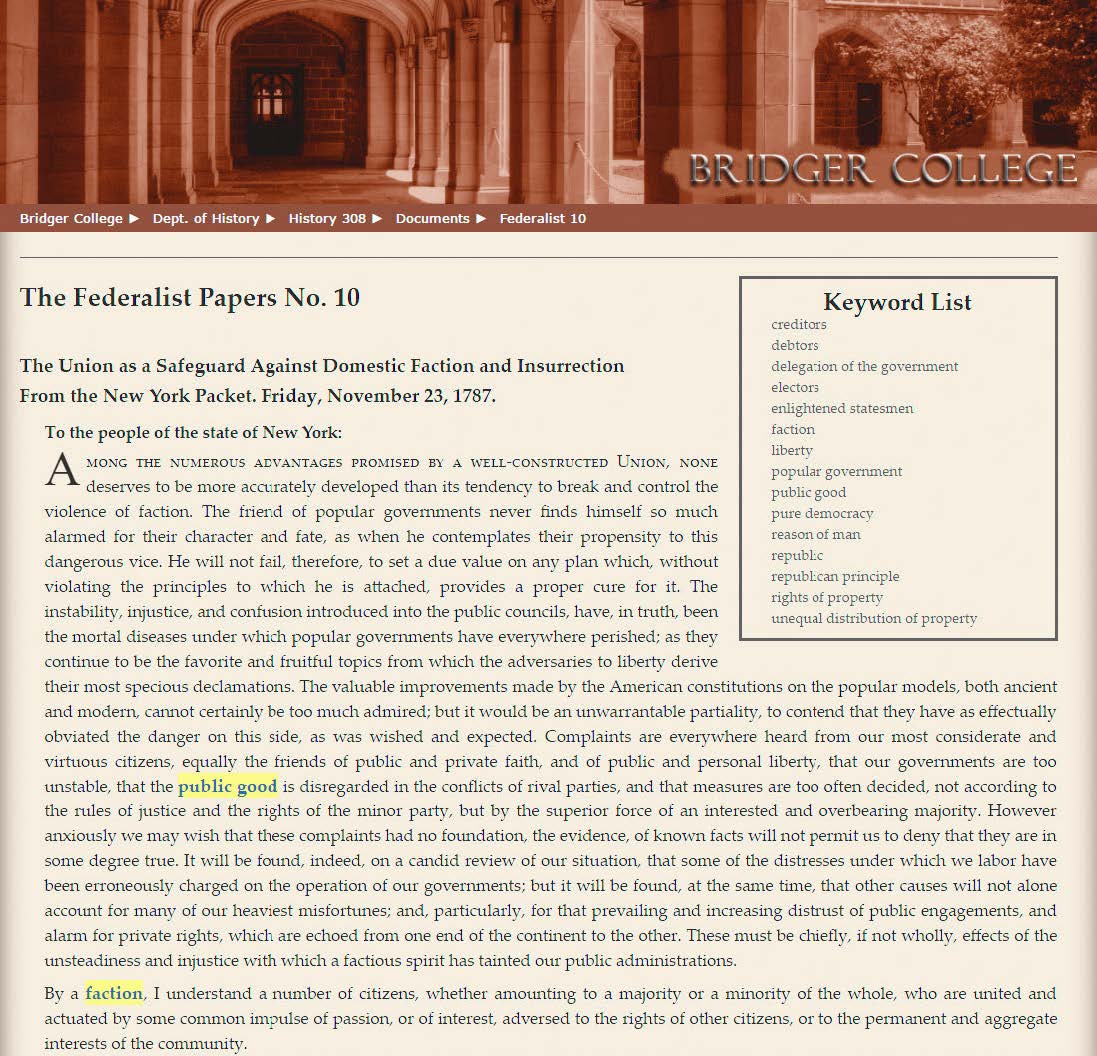 BRIDGER COLLEGE
Bridger College ► Dept. of History ► History 308 ► Documents ► Federalist 10
The Federalist Papers No. 10
The Union as a Safeguard Against Domestic Faction and Insurrection
From the New York Packet. Friday, November 23, 1787.
Keyword List
creditors
debtors
delegation of the government
electors
enlightened statesmen
faction
liberty
popular government
public good
pure democracy
reason of man
republic
republican principle
rights of property
unequal distribution of property
To the people of the state of New York:
AMONG THE NUMEROUS ADVANTAGES PROMISED BY A WELL-CONSTRUCTED UNION, NONE
deserves to be more accurately developed than its tendency to break and control the
violence of faction. The friend of popular governments never finds himself so much
alarmed for their character and fate, as when he contemplates their propensity to this
dangerous vice. He will not fail, therefore, to set a due value on any plan which, without
violating the principles to which he is attached, provides a proper cure for it. The
instability, injustice, and confusion introduced into the public councils, have, in truth, been
the mortal diseases under which popular governments have everywhere perished; as they
continue to be the favorite and fruitful topics from which the adversaries to liberty derive
their most specious declamations. The valuable improvements made by the American constitutions on the popular models, both ancient
and modern, cannot certainly be too much admired; but it would be an unwarrantable partiality, to contend that they have as effectually
obviated the danger on this side, as was wished and expected. Complaints are everywhere heard from our most considerate and
virtuous citizens, equally the friends of public and private faith, and of public and personal liberty, that our governments are too
unstable, that the public good is disregarded in the conflicts of rival parties, and that measures are too often decided, not according to
the rules of justice and the rights of the minor party, but by the superior force of an interested and overbearing majority. However
anxiously we may wish that these complaints had no foundation, the evidence, of known facts will not permit us to deny that they are in
some degree true. It will be found, indeed, on a candid review of our situation, that some of the distresses under which we labor have
been erroneously charged on the operation of our governments; but it will be found, at the same time, that other causes will not alone
account for many of our heaviest misfortunes; and, particularly, for that prevailing and increasing distrust of public engagements, and
alarm for private rights, which are echoed from one end of the continent to the other. These must be chiefly, if not wholly, effects of the
unsteadiness and injustice with which a factious spirit has tainted our public administrations.
By a faction, I understand a number of citizens, whether amounting to a majority or a minority of the whole, who are united and
actuated by some common impulse of passion, or of interest, adversed to the rights of other citizens, or to the permanent and aggregate
interests of the community.